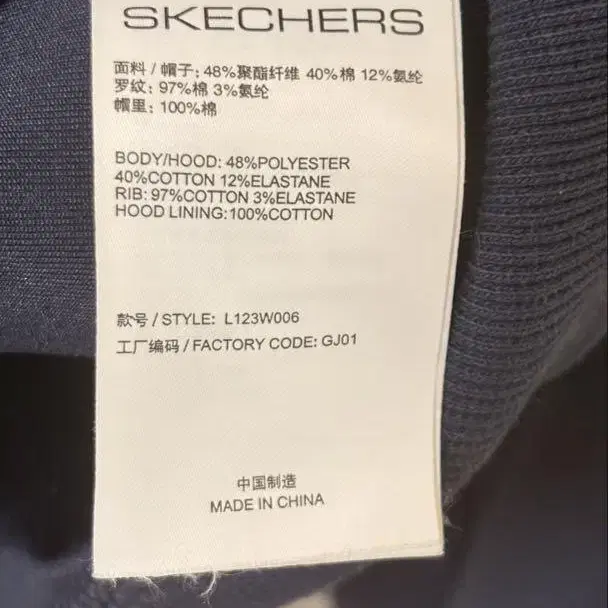 SKECHERS
面料 / 帽子: 48%聚酯纤维 40%棉 12%氨纶
罗纹: 97%棉 3%氨纶
帽里: 100%棉
BODY/HOOD: 48%POLYESTER
40%COTTON 12%ELASTANE
RIB: 97%COTTON 3%ELASTANE
HOOD LINING:100%COTTON
款号 / STYLE: L123W006
工厂编码 / FACTORY CODE: GJ01
中国制造
MADE IN CHINA